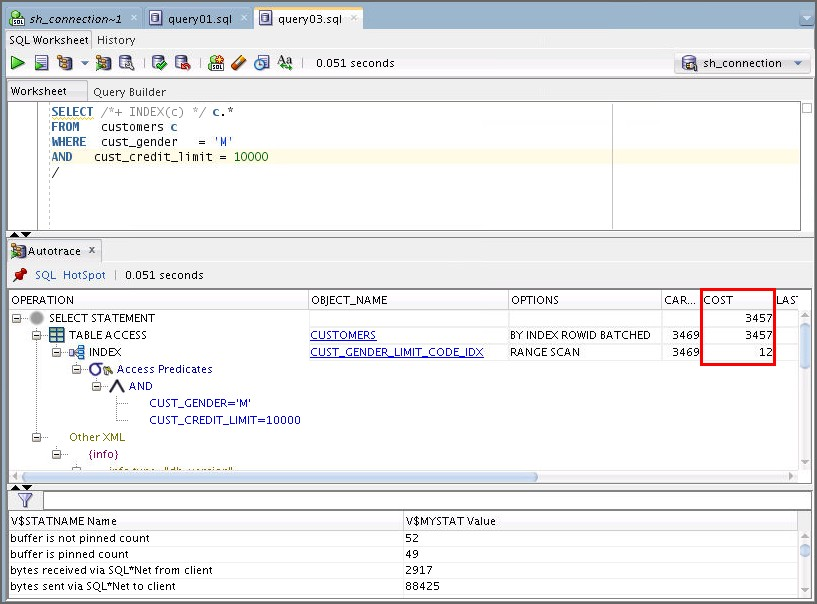 sh_connection~1
query01.sql
query03.sql
SQL Worksheet History
0.051 seconds
sh_connection
Worksheet Query Builder
SELECT /*+ INDEX(c) */ c.*
FROM customers c
WHERE cust_gender = 'M'
AND cust_credit_limit = 10000
/
Autotrace
SQL HotSpot 0.051 seconds
OPERATION OBJECT_NAME OPTIONS CAR... COST LAST
SELECT STATEMENT 3457
TABLE ACCESS CUSTOMERS BY INDEX ROWID BATCHED 3469 3457
INDEX CUST_GENDER_LIMIT_CODE_IDX RANGE SCAN 3469 12
Access Predicates
AND
CUST_GENDER='M'
CUST_CREDIT_LIMIT=10000
Other XML
{info}
V$STATNAME Name V$MYSTAT Value
buffer is not pinned count 52
buffer is pinned count 49
bytes received via SQL*Net from client 2917
bytes sent via SQL*Net to client 88425